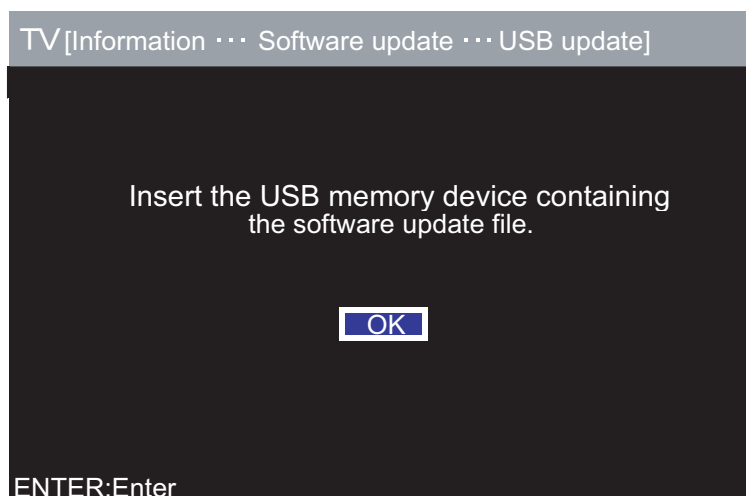 TV [Information ··· Software update ··· USB update]
Insert the USB memory device containing
the software update file.
OK
ENTER:Enter